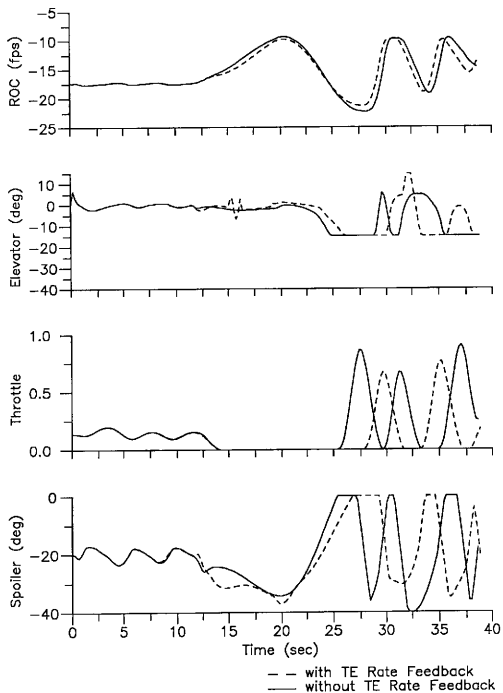 ROC (fps)
−5
−10
−15
−20
−25
Elevator (deg)
10
0
−10
−20
−30
−40
Throttle
1.0
0.5
0.0
Spoiler (deg)
0
−20
−40
0 5 10 15 20 25 30 35 40
Time (sec)
with TE Rate Feedback
without TE Rate Feedback